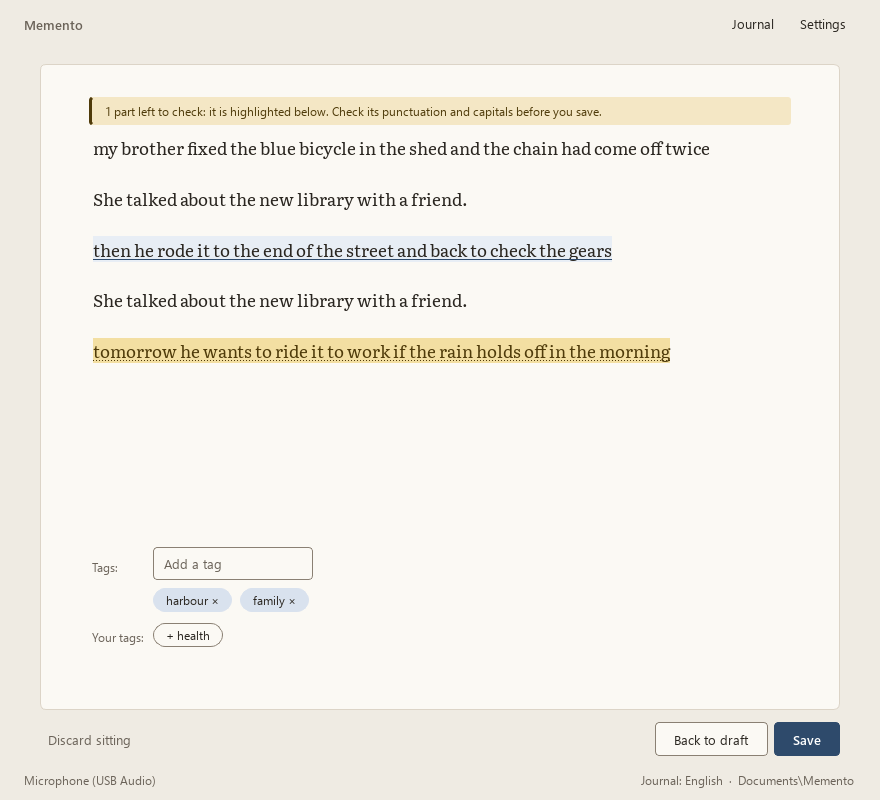 Memento
Journal Settings
1 part left to check: it is highlighted below. Check its punctuation and capitals before you save.
my brother fixed the blue bicycle in the shed and the chain had come off twice
She talked about the new library with a friend.
then he rode it to the end of the street and back to check the gears
She talked about the new library with a friend.
tomorrow he wants to ride it to work if the rain holds off in the morning
Tags: Add a tag
harbour × family ×
Your tags: + health
Discard sitting Back to draft Save
Microphone (USB Audio) Journal: English · Documents\Memento